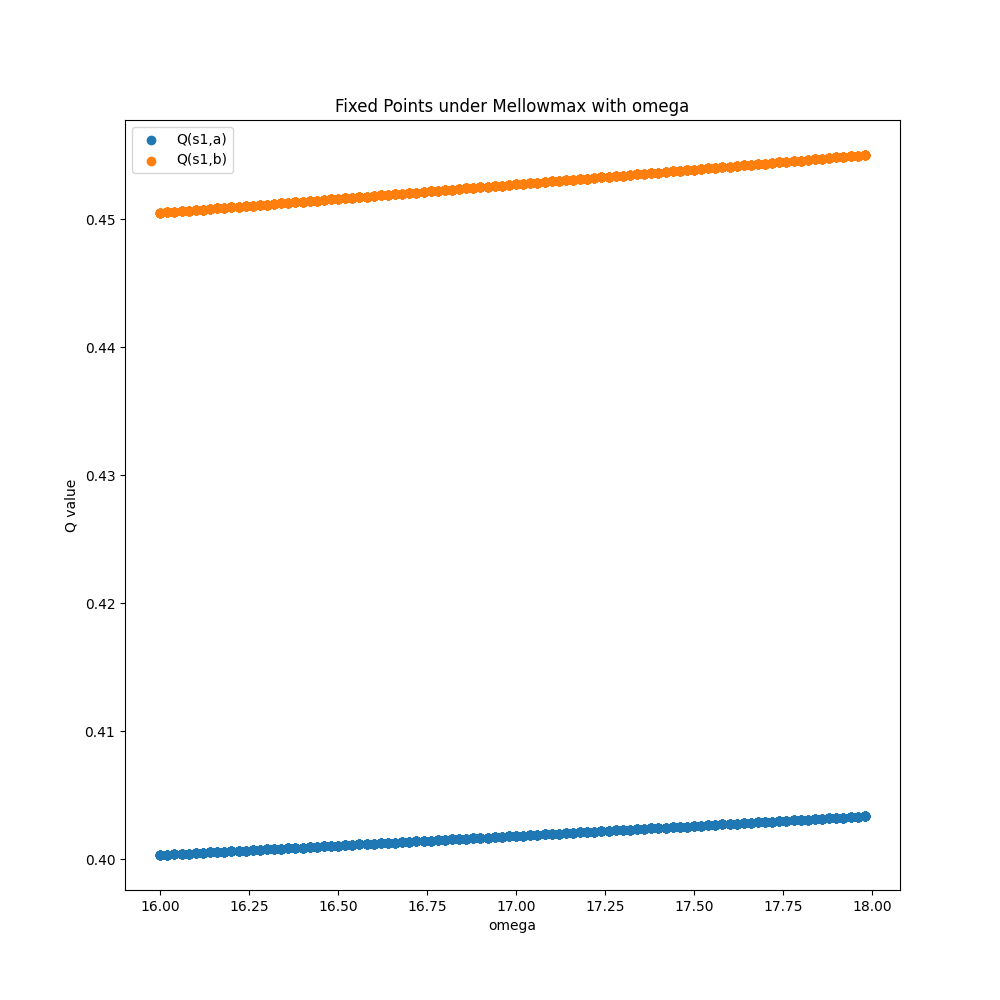 Fixed Points under Mellowmax with omega
Q(s1,a)
Q(s1,b)
0.45
0.44
0.43
0.42
0.41
0.40
Q value
16.00 16.25 16.50 16.75 17.00 17.25 17.50 17.75 18.00
omega